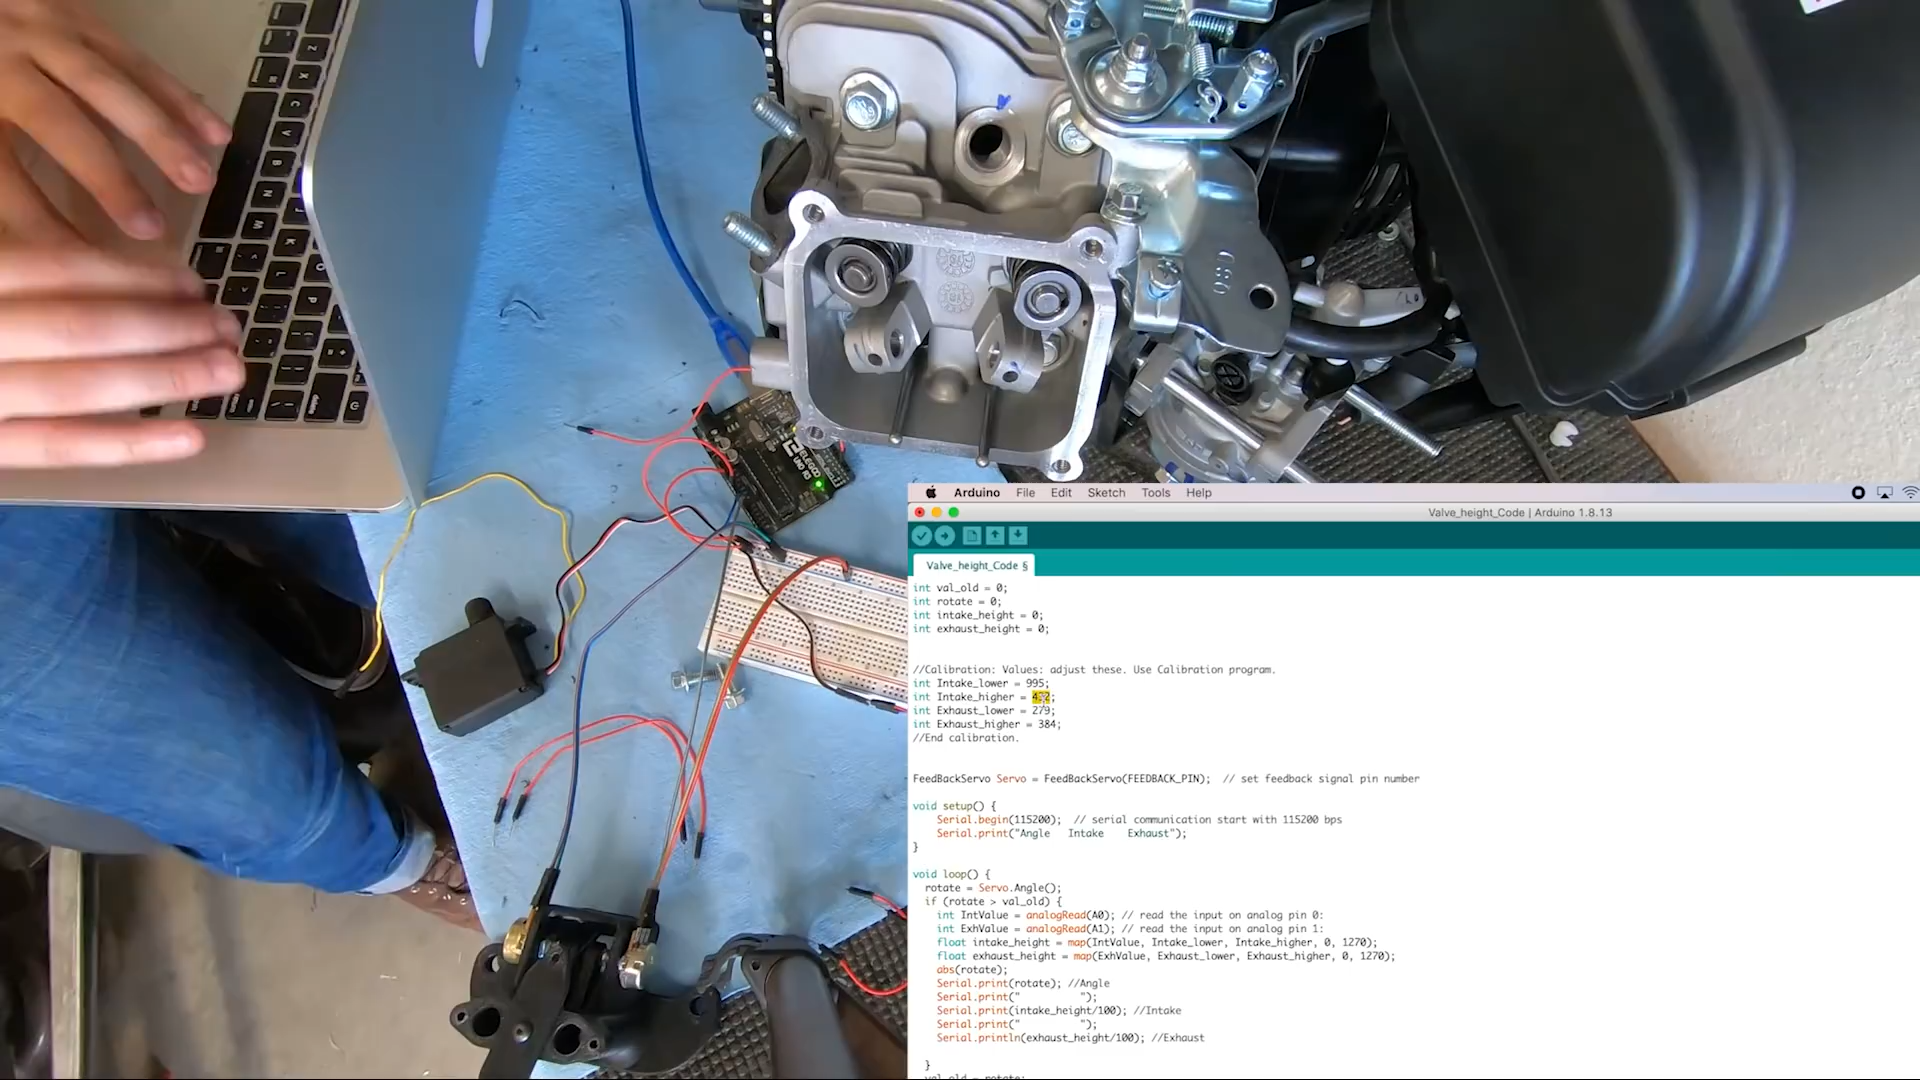 Arduino File Edit Sketch Tools Help
Valve_height_Code | Arduino 1.8.13
Valve_height_Code §
int val_old = 0;
int rotate = 0;
int intake_height = 0;
int exhaust_height = 0;
//Calibration: Values: adjust these. Use Calibration program.
int Intake_lower = 995;
int Intake_higher =
int Exhaust_lower = 279;
int Exhaust_higher = 384;
//End calibration.
FeedBackServo Servo = FeedBackServo(FEEDBACK_PIN); // set feedback signal pin number
void setup() {
Serial.begin(115200); // serial communication start with 115200 bps
Serial.print("Angle Intake Exhaust");
}
void loop() {
rotate = Servo.Angle();
if (rotate > val_old) {
int IntValue = analogRead(A0); // read the input on analog pin 0:
int ExhValue = analogRead(A1); // read the input on analog pin 1:
float intake_height = map(IntValue, Intake_lower, Intake_higher, 0, 1270);
float exhaust_height = map(ExhValue, Exhaust_lower, Exhaust_higher, 0, 1270);
abs(rotate);
Serial.print(rotate); //Angle
Serial.print(" ");
Serial.print(intake_height/100); //Intake
Serial.print(" ");
Serial.println(exhaust_height/100); //Exhaust
}
val_old = rotate;
ELEGOO
UNO R3